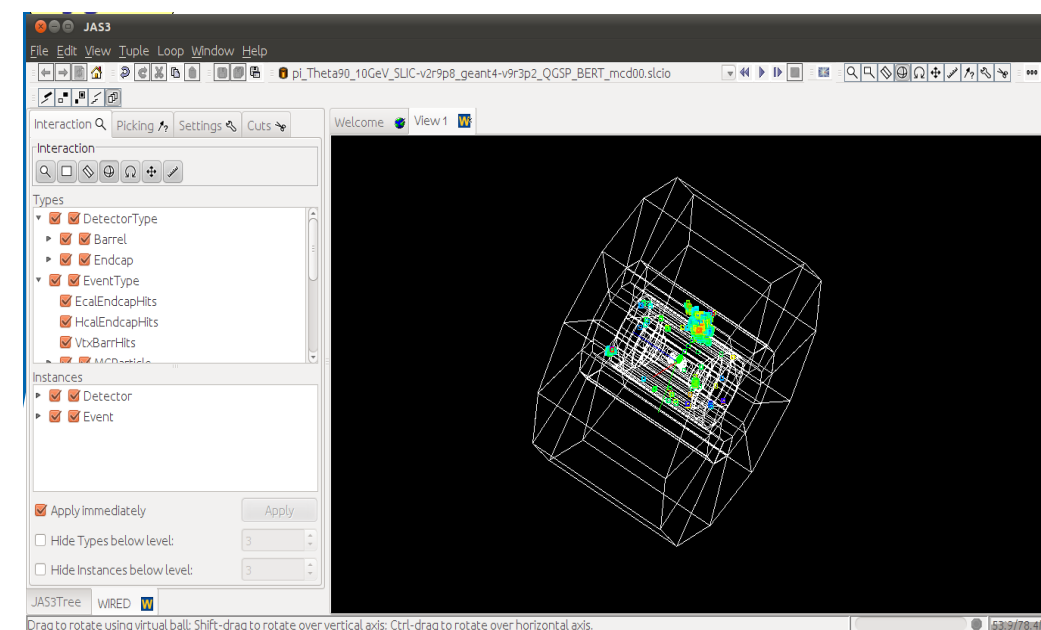 JAS3
File Edit View Tuple Loop Window Help
pi_Theta90_10GeV_SLIC-v2r9p8_geant4-v9r3p2_QGSP_BERT_mcd00.slcio
Interaction Picking Settings Cuts
Welcome View 1
Interaction
Types
DetectorType
Barrel
Endcap
EventType
EcalEndcapHits
HcalEndcapHits
VtxBarrHits
MCParticle
Instances
Detector
Event
Apply immediately Apply
Hide Types below level: 3
Hide Instances below level: 3
JAS3Tree WIRED
Drag to rotate using virtual ball; Shift-drag to rotate over vertical axis; Ctrl-drag to rotate over horizontal axis.